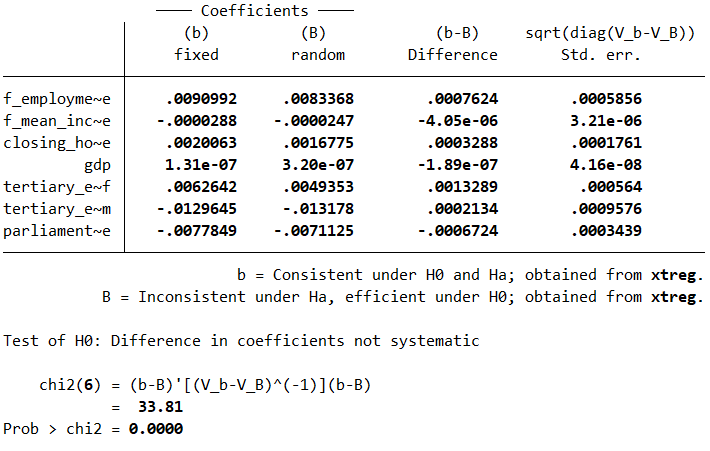 Coefficients
(b) (B) (b-B) sqrt(diag(V_b-V_B))
fixed random Difference Std. err.
f_employme~e .0090992 .0083368 .0007624 .0005856
f_mean_inc~e -.0000288 -.0000247 -4.05e-06 3.21e-06
closing_ho~e .0020063 .0016775 .0003288 .0001761
gdp 1.31e-07 3.20e-07 -1.89e-07 4.16e-08
tertiary_e~f .0062642 .0049353 .0013289 .000564
tertiary_e~m -.0129645 -.013178 .0002134 .0009576
parliament~e -.0077849 -.0071125 -.0006724 .0003439
b = Consistent under H0 and Ha; obtained from xtreg.
B = Inconsistent under Ha, efficient under H0; obtained from xtreg.
Test of H0: Difference in coefficients not systematic
chi2(6) = (b-B)'[(V_b-V_B)^(-1)](b-B)
= 33.81
Prob > chi2 = 0.0000